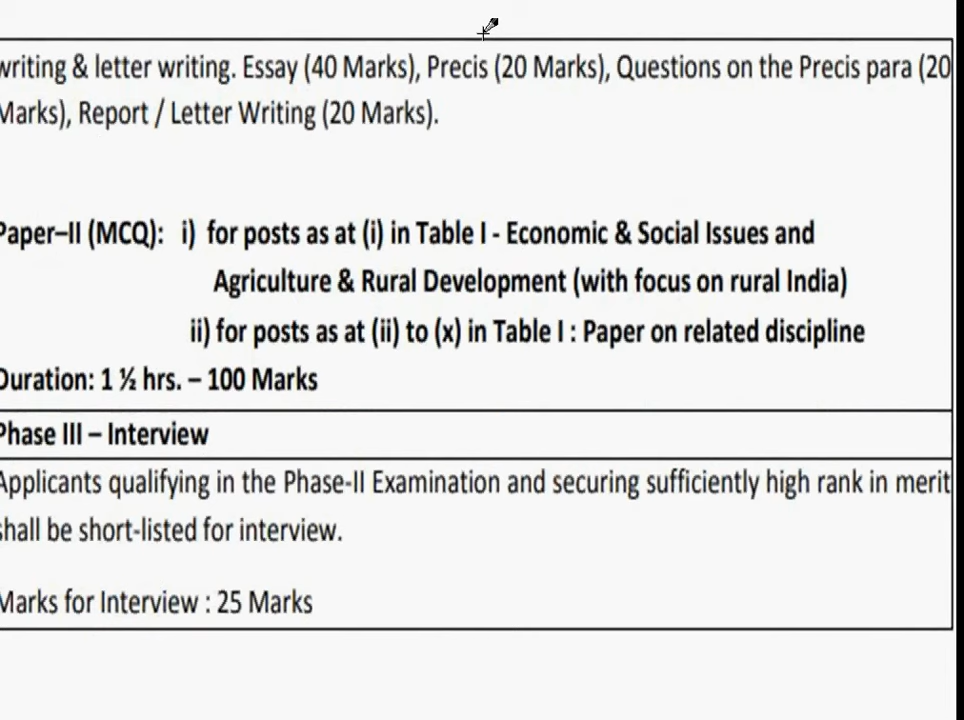 writing & letter writing. Essay (40 Marks), Precis (20 Marks), Questions on the Precis para (20
Marks), Report / Letter Writing (20 Marks).
Paper–II (MCQ): i) for posts as at (i) in Table I - Economic & Social Issues and
Agriculture & Rural Development (with focus on rural India)
ii) for posts as at (ii) to (x) in Table I : Paper on related discipline
Duration: 1 ½ hrs. – 100 Marks
Phase III – Interview
Applicants qualifying in the Phase-II Examination and securing sufficiently high rank in merit
shall be short-listed for interview.
Marks for Interview : 25 Marks